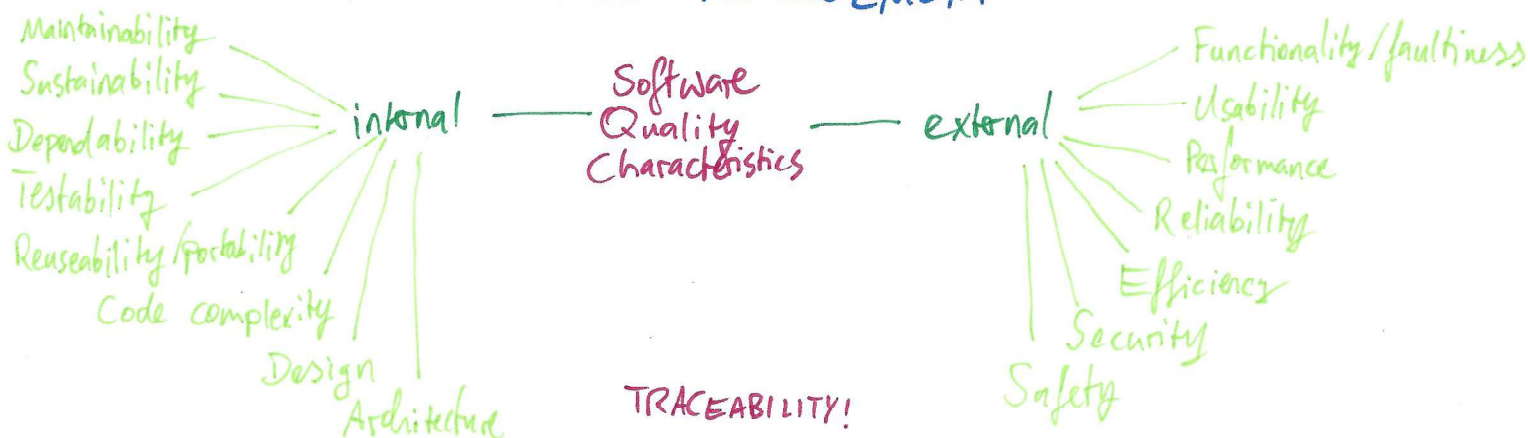 Maintainability
Sustainability
Dependability
Testability
Reuseability/portability
Code complexity
Design
Architecture
internal
Software
Quality
Characteristics
external
Functionality/faultiness
Usability
Performance
Reliability
Efficiency
Security
Safety
TRACEABILITY!